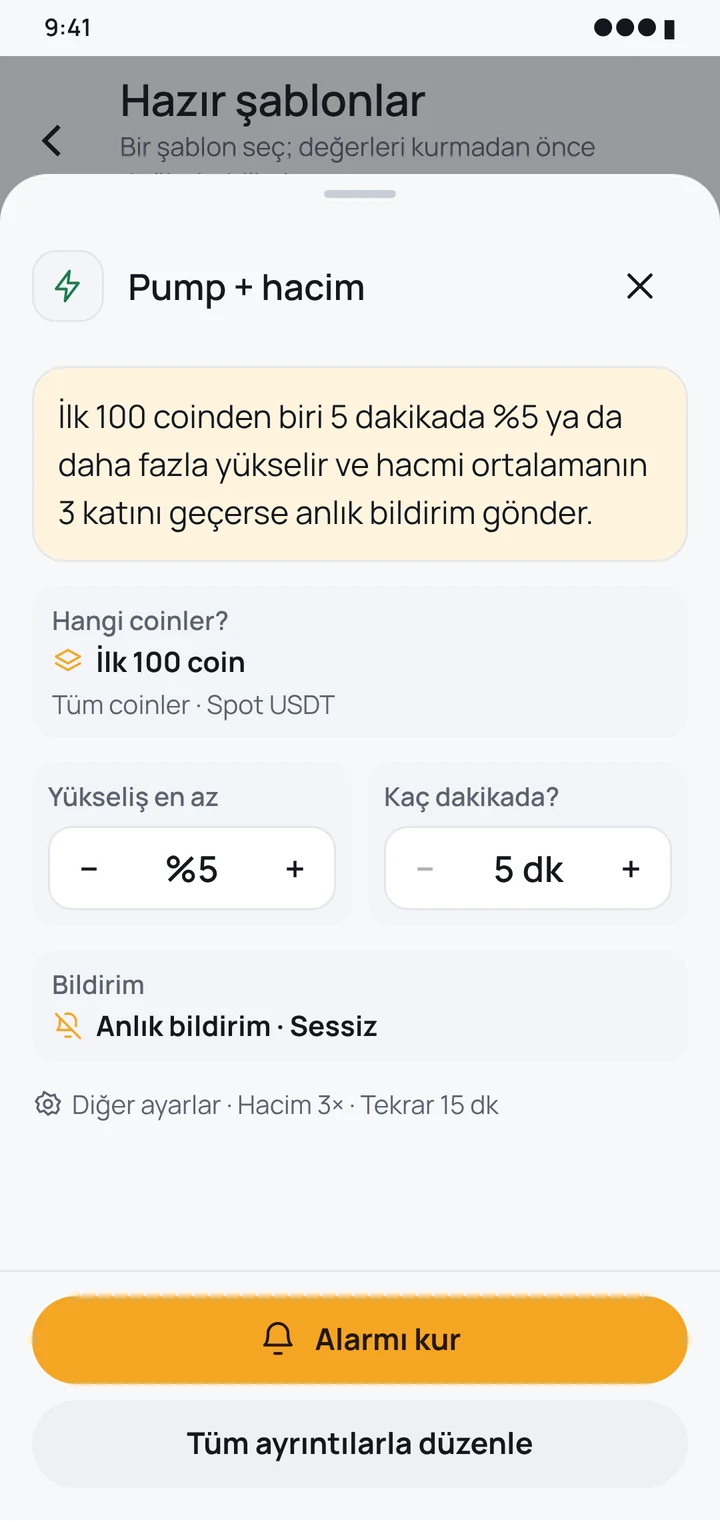 9:41
Hazır şablonlar
Bir şablon seç; değerleri kurmadan önce
Pump + hacim
İlk 100 coinden biri 5 dakikada %5 ya da
daha fazla yükselir ve hacmi ortalamanın
3 katını geçerse anlık bildirim gönder.
Hangi coinler?
İlk 100 coin
Tüm coinler · Spot USDT
Yükseliş en az
Kaç dakikada?
− %5 +
− 5 dk +
Bildirim
Anlık bildirim · Sessiz
Diğer ayarlar · Hacim 3× · Tekrar 15 dk
Alarmı kur
Tüm ayrıntılarla düzenle